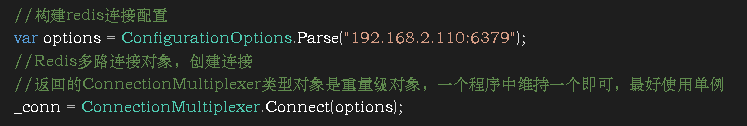 //构建redis连接配置
var options = ConfigurationOptions.Parse("192.168.2.110:6379");
//Redis多路连接对象，创建连接
//返回的ConnectionMultiplexer类型对象是重量级对象，一个程序中维持一个即可，最好使用单例
_conn = ConnectionMultiplexer.Connect(options);